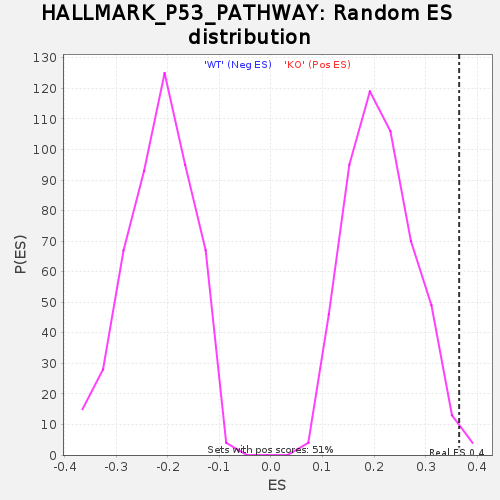 HALLMARK_P53_PATHWAY: Random ES
distribution
'WT' (Neg ES) 'KO' (Pos ES)
P(ES)
130
120
110
100
90
80
70
60
50
40
30
20
10
0
Sets with pos scores: 51%
Real ES 0.4
-0.4 -0.3 -0.2 -0.1 0.0 0.1 0.2 0.3 0.4
ES